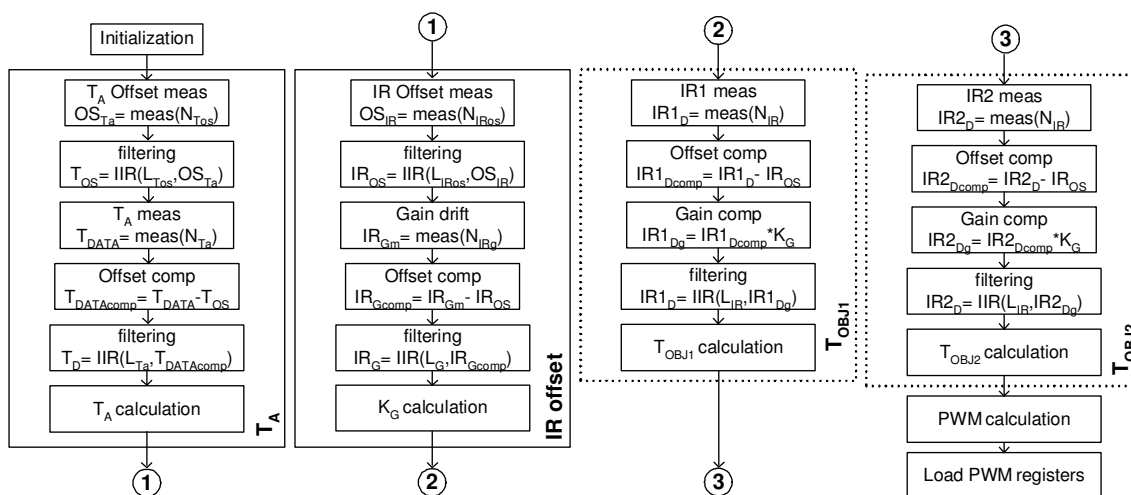 Initialization
T_A Offset meas
OS_Ta= meas(N_Tos)
filtering
T_OS= IIR(L_Tos,OS_Ta)
T_A meas
T_DATA= meas(N_Ta)
Offset comp
T_DATAcomp= T_DATA-T_OS
filtering
T_D= IIR(L_Ta,T_DATAcomp)
T_A calculation
T_A
1
1
IR Offset meas
OS_IR= meas(N_IRos)
filtering
IR_OS= IIR(L_IRos,OS_IR)
Gain drift
IR_Gm= meas(N_IRg)
Offset comp
IR_Gcomp= IR_Gm- IR_OS
filtering
IR_G= IIR(L_G,IR_Gcomp)
K_G calculation
IR offset
2
2
IR1 meas
IR1_D= meas(N_IR)
Offset comp
IR1_Dcomp= IR1_D- IR_OS
Gain comp
IR1_Dg= IR1_Dcomp*K_G
filtering
IR1_D= IIR(L_IR,IR1_Dg)
T_OBJ1 calculation
T_OBJ1
3
3
IR2 meas
IR2_D= meas(N_IR)
Offset comp
IR2_Dcomp= IR2_D- IR_OS
Gain comp
IR2_Dg= IR2_Dcomp*K_G
filtering
IR2_D= IIR(L_IR,IR2_Dg)
T_OBJ2 calculation
T_OBJ2
PWM calculation
Load PWM registers